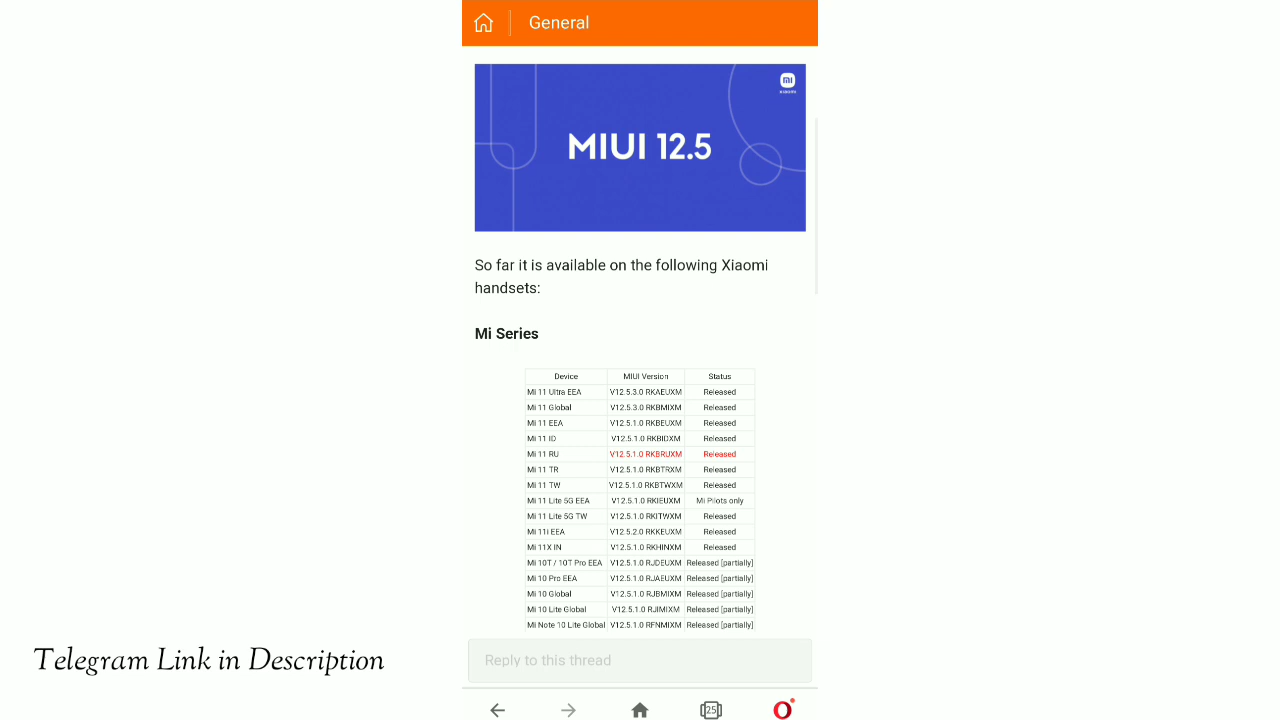 General
XIAOMI
MIUI 12.5
So far it is available on the following Xiaomi
handsets:
Mi Series
Device MIUI Version Status
Mi 11 Ultra EEA V12.5.3.0 RKAEUXM Released
Mi 11 Global V12.5.3.0 RKBMIXM Released
Mi 11 EEA V12.5.1.0 RKBEUXM Released
Mi 11 ID V12.5.1.0 RKBIDXM Released
Mi 11 RU V12.5.1.0 RKBRUXM Released
Mi 11 TR V12.5.1.0 RKBTRXM Released
Mi 11 TW V12.5.1.0 RKBTWXM Released
Mi 11 Lite 5G EEA V12.5.1.0 RKIEUXM Mi Pilots only
Mi 11 Lite 5G TW V12.5.1.0 RKITWXM Released
Mi 11i EEA V12.5.2.0 RKKEUXM Released
Mi 11X IN V12.5.1.0 RKHINXM Released
Mi 10T / 10T Pro EEA V12.5.1.0 RJDEUXM Released [partially]
Mi 10 Pro EEA V12.5.1.0 RJAEUXM Released [partially]
Mi 10 Global V12.5.1.0 RJBMIXM Released [partially]
Mi 10 Lite Global V12.5.1.0 RJIMIXM Released [partially]
Mi Note 10 Lite Global V12.5.1.0 RFNMIXM Released [partially]
Reply to this thread
Telegram Link in Description
25